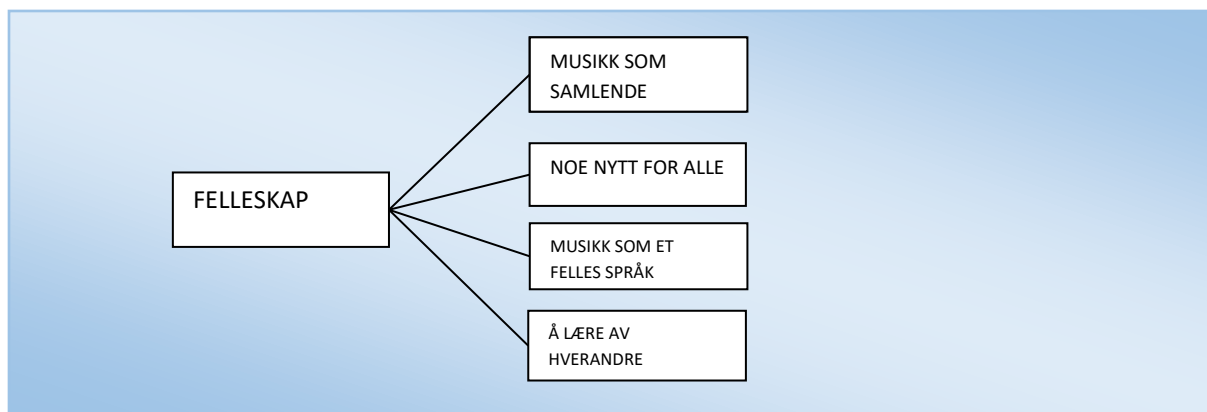 MUSIKK SOM
SAMLENDE
NOE NYTT FOR ALLE
FELLESKAP
MUSIKK SOM ET
FELLES SPRÅK
Å LÆRE AV
HVERANDRE